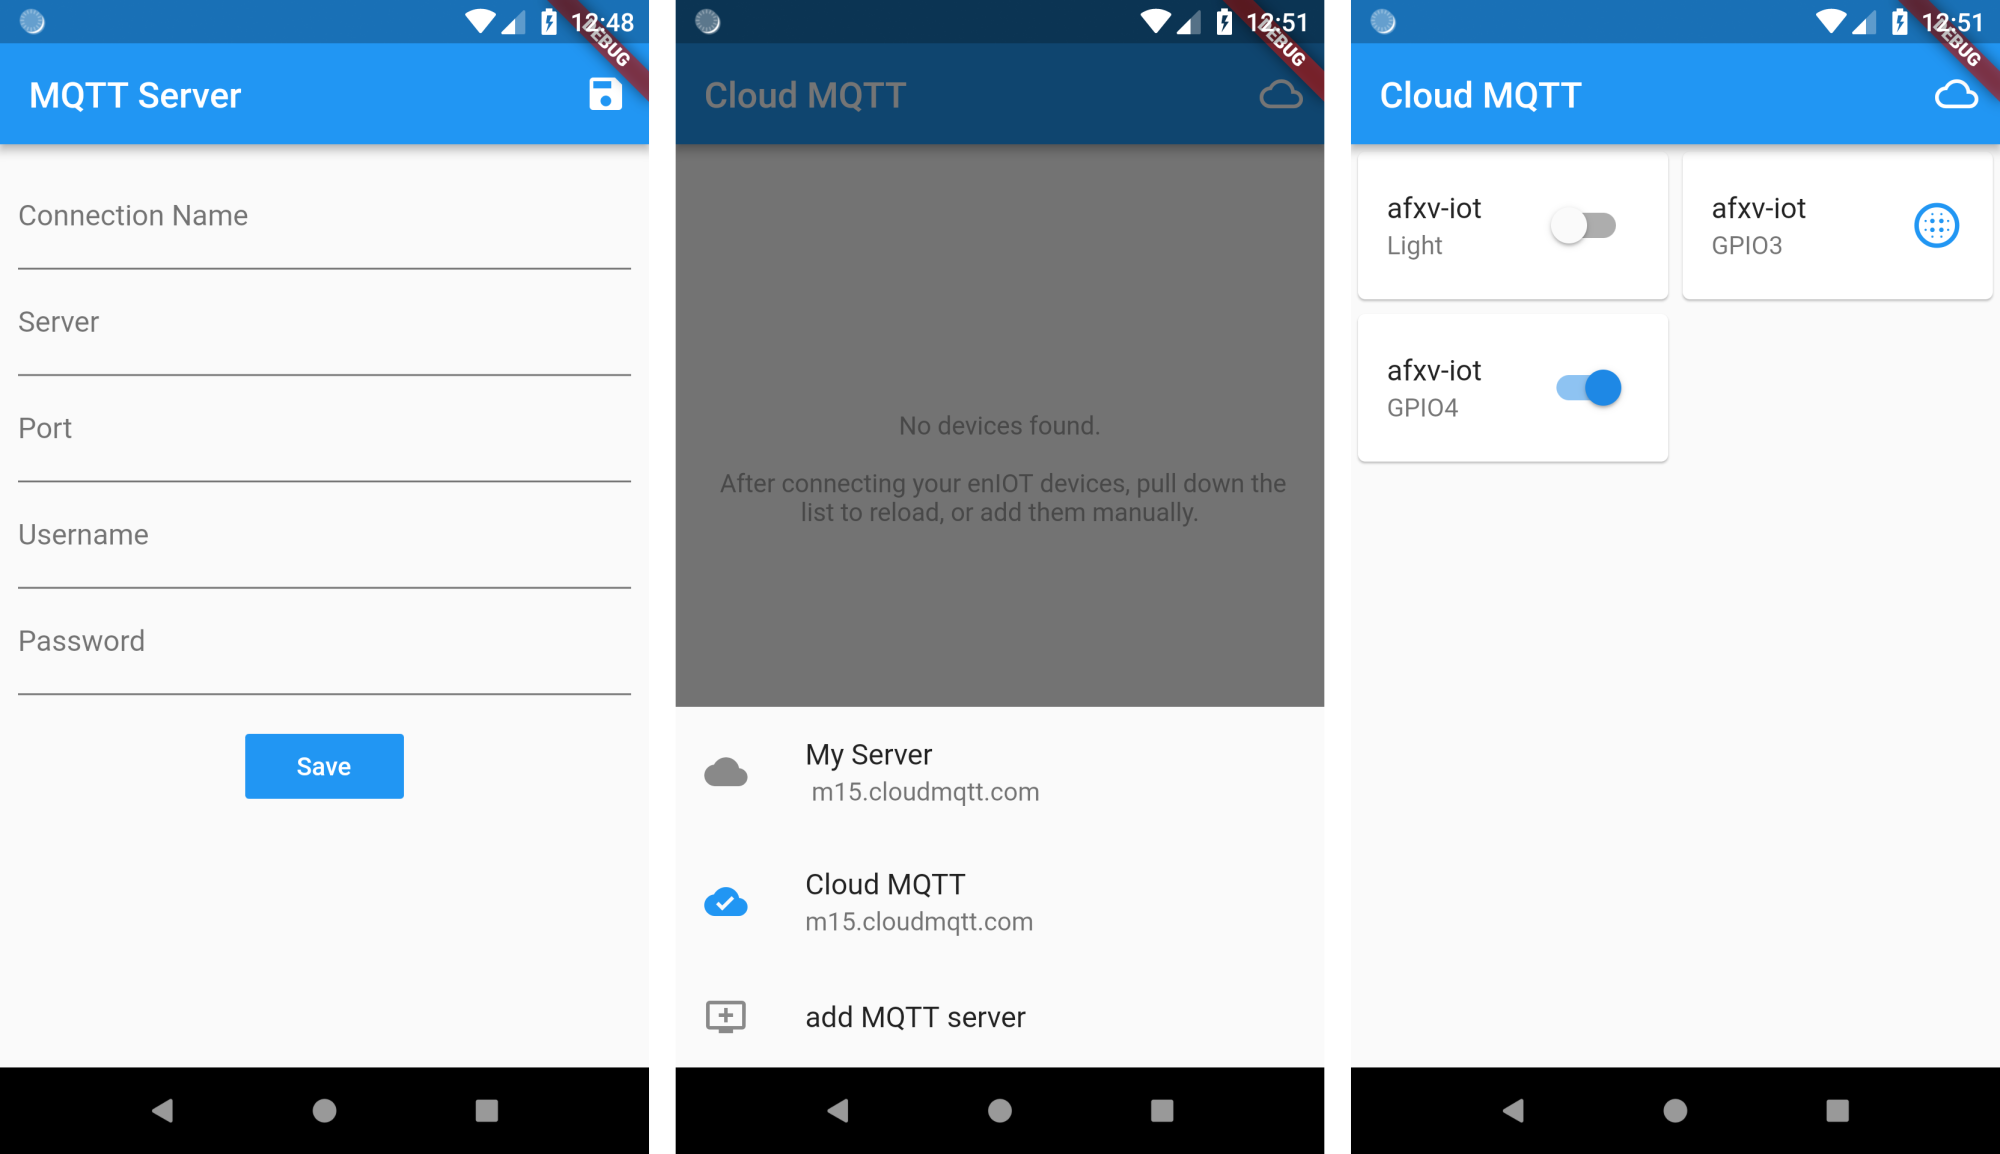 12:48
DEBUG
MQTT Server
Connection Name
Server
Port
Username
Password
Save
12:51
DEBUG
Cloud MQTT
No devices found.
After connecting your enIOT devices, pull down the
list to reload, or add them manually.
My Server
m15.cloudmqtt.com
Cloud MQTT
m15.cloudmqtt.com
add MQTT server
12:51
DEBUG
Cloud MQTT
afxv-iot
Light
afxv-iot
GPIO3
afxv-iot
GPIO4